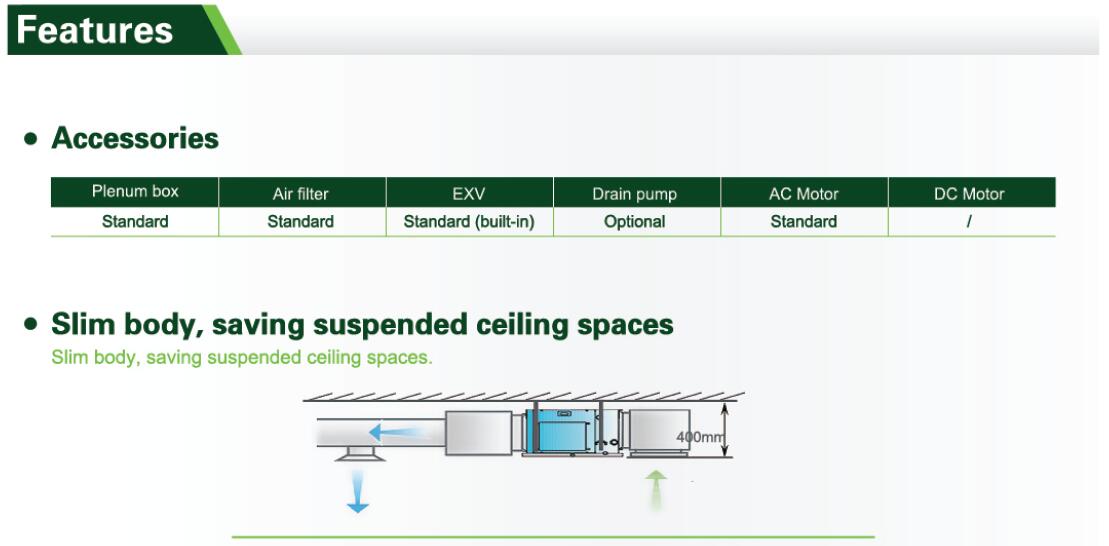 Features
• Accessories
Plenum box Air filter EXV Drain pump AC Motor DC Motor
Standard Standard Standard (built-in) Optional Standard /
• Slim body, saving suspended ceiling spaces
Slim body, saving suspended ceiling spaces.
400mm